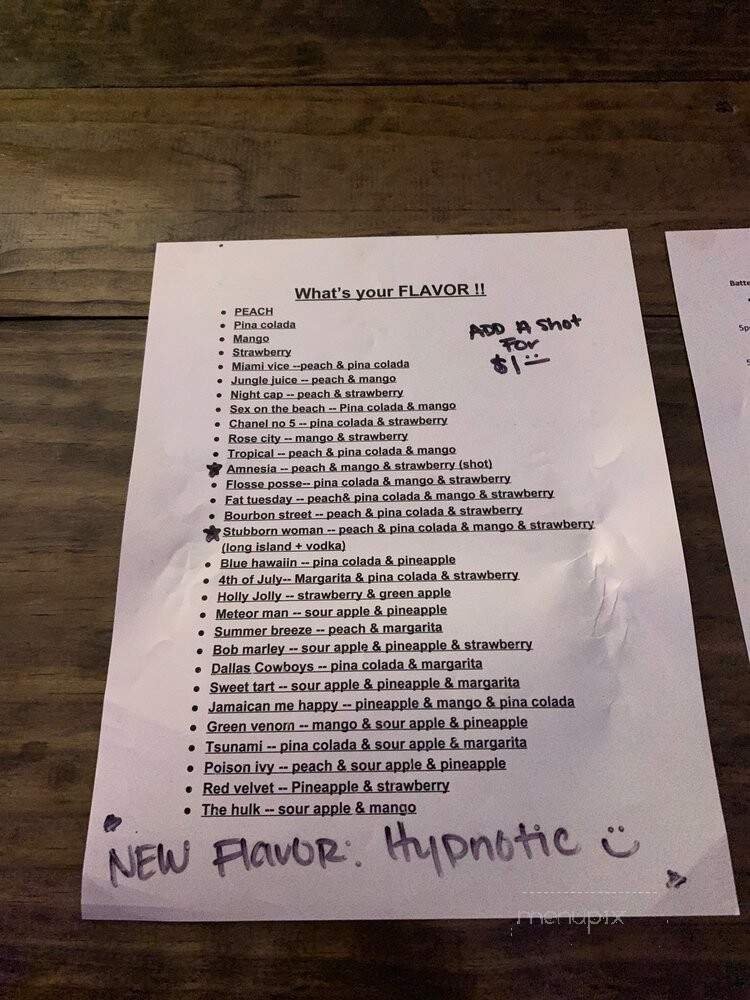 What's your FLAVOR !!
• PEACH
• Pina colada
• Mango
• Strawberry
• Miami vice --peach & pina colada
• Jungle juice -- peach & mango
• Night cap -- peach & strawberry
• Sex on the beach -- Pina colada & mango
• Chanel no 5 -- pina colada & strawberry
• Rose city -- mango & strawberry
• Tropical -- peach & pina colada & mango
★ Amnesia -- peach & mango & strawberry (shot)
• Flosse posse-- pina colada & mango & strawberry
• Fat tuesday -- peach& pina colada & mango & strawberry
• Bourbon street -- peach & pina colada & strawberry
★ Stubborn woman -- peach & pina colada & mango & strawberry
(long island + vodka)
• Blue hawaiin -- pina colada & pineapple
• 4th of July-- Margarita & pina colada & strawberry
• Holly Jolly -- strawberry & green apple
• Meteor man -- sour apple & pineapple
• Summer breeze -- peach & margarita
• Bob marley -- sour apple & pineapple & strawberry
• Dallas Cowboys -- pina colada & margarita
• Sweet tart -- sour apple & pineapple & margarita
• Jamaican me happy -- pineapple & mango & pina colada
• Green venom -- mango & sour apple & pineapple
• Tsunami -- pina colada & sour apple & margarita
• Poison ivy -- peach & sour apple & pineapple
• Red velvet -- Pineapple & strawberry
• The hulk -- sour apple & mango
ADD A Shot
For
$1
NEW Flavor: Hypnotic
menupix